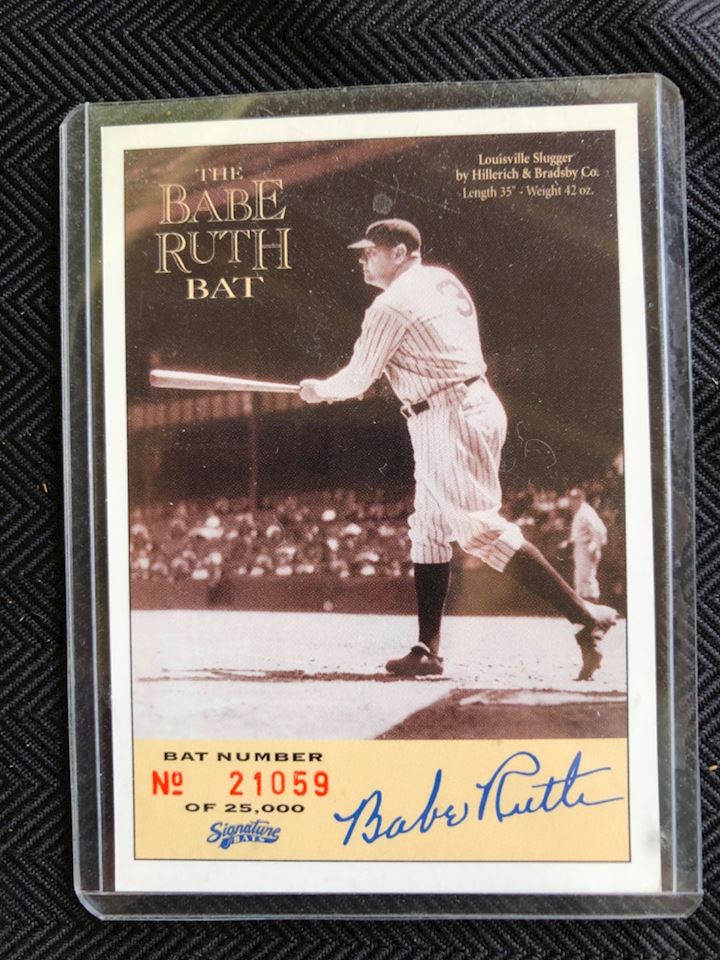 THE
BABE
RUTH
BAT
Louisville Slugger
by Hillerich & Bradsby Co.
Length 35" - Weight 42 oz.
3
BAT NUMBER
Nº 21059
OF 25,000
Signature
BATS
Babe Ruth